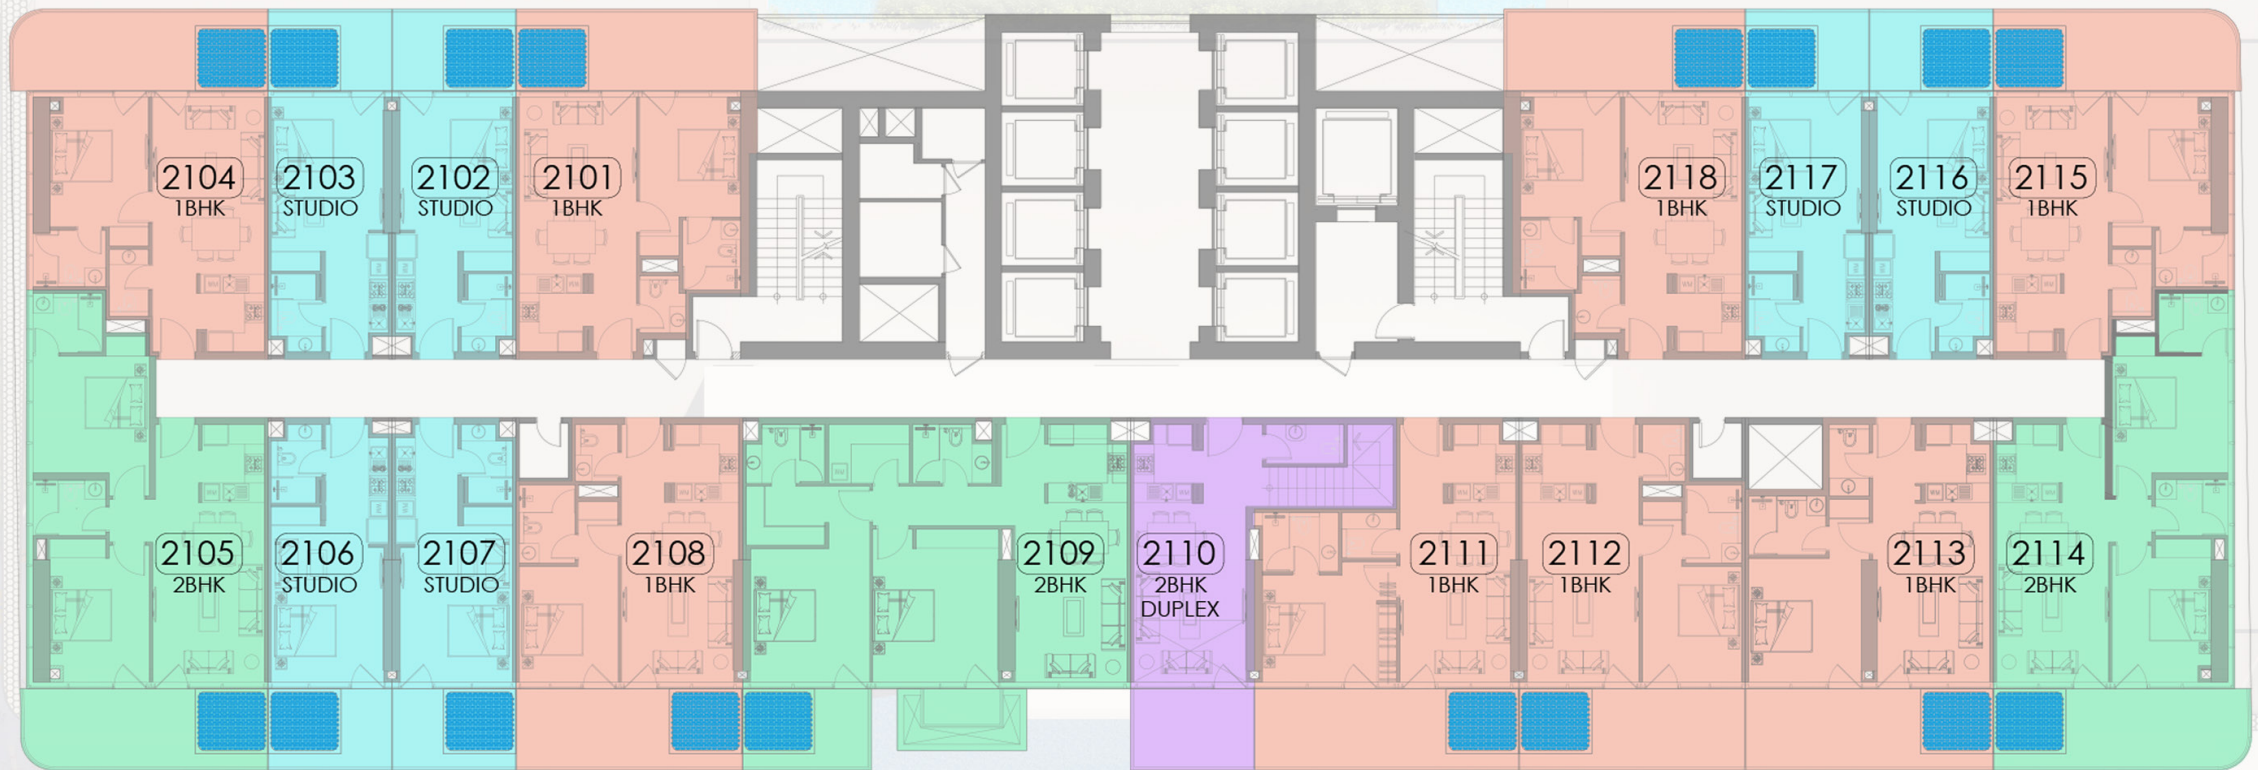 2104
1BHK
2103
STUDIO
2102
STUDIO
2101
1BHK
2118
1BHK
2117
STUDIO
2116
STUDIO
2115
1BHK
2105
2BHK
2106
STUDIO
2107
STUDIO
2108
1BHK
2109
2BHK
2110
2BHK
DUPLEX
2111
1BHK
2112
1BHK
2113
1BHK
2114
2BHK